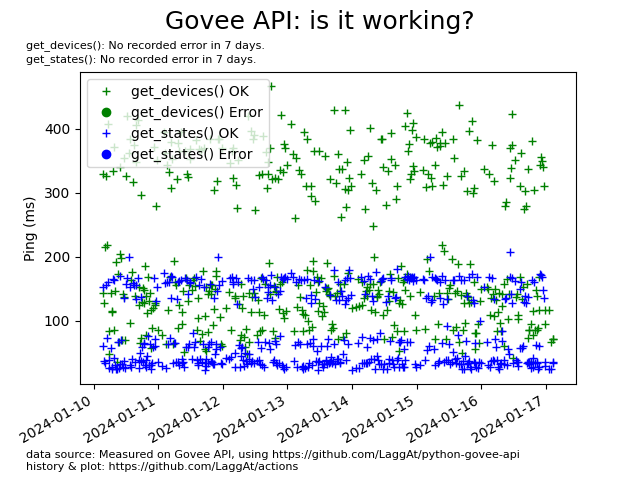 Govee API: is it working?
get_devices(): No recorded error in 7 days.
get_states(): No recorded error in 7 days.
get_devices() OK
get_devices() Error
get_states() OK
get_states() Error
400
300
200
100
Ping (ms)
2024-01-10
2024-01-11
2024-01-12
2024-01-13
2024-01-14
2024-01-15
2024-01-16
2024-01-17
data source: Measured on Govee API, using https://github.com/LaggAt/python-govee-api
history & plot: https://github.com/LaggAt/actions